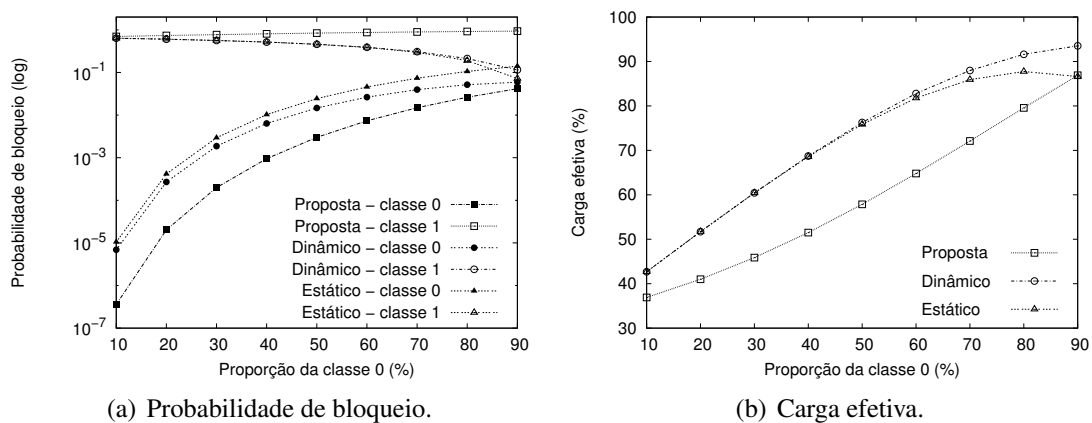 Probabilidade de bloqueio (log)
10−1
10−3
10−5
10−7
Proposta − classe 0
Proposta − classe 1
Dinâmico − classe 0
Dinâmico − classe 1
Estático − classe 0
Estático − classe 1
10 20 30 40 50 60 70 80 90
Proporção da classe 0 (%)
(a) Probabilidade de bloqueio.
Carga efetiva (%)
100
90
80
70
60
50
40
30
Proposta
Dinâmico
Estático
10 20 30 40 50 60 70 80 90
Proporção da classe 0 (%)
(b) Carga efetiva.